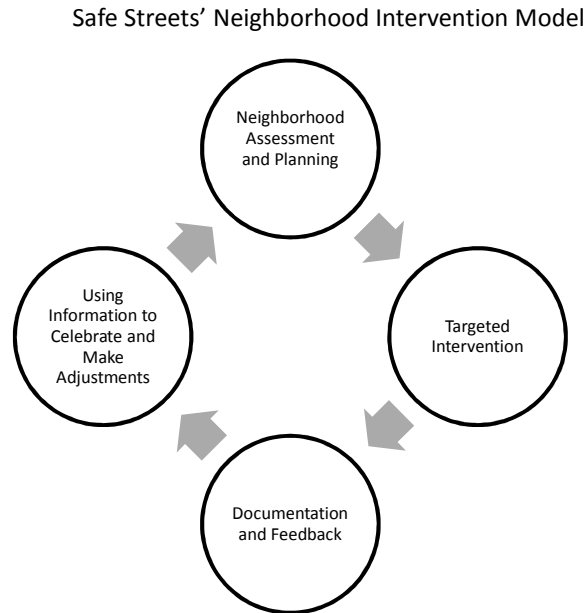 Safe Streets’ Neighborhood Intervention Model
Neighborhood
Assessment
and Planning
Targeted
Intervention
Documentation
and Feedback
Using
Information to
Celebrate and
Make
Adjustments